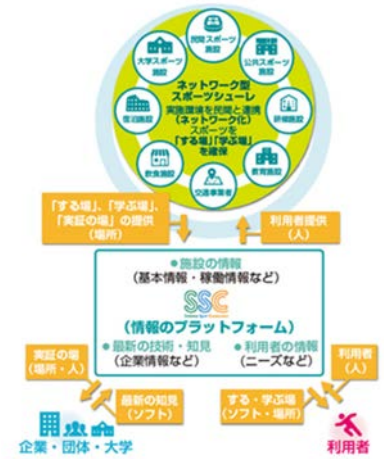 民間スポーツ
施設
大学スポーツ
施設
公共スポーツ
施設
ネットワーク型
スポーツシューレ
実施環境を民間と連携
(ネットワーク化)
スポーツを
「する場」「学ぶ場」
を確保
宿泊施設
研修施設
飲食施設
教育施設
交通事業者
「する場」、「学ぶ場」、
「実証の場」の提供
(場所)
利用者提供
(人)
●施設の情報
(基本情報・稼働情報など)
SSC
(情報のプラットフォーム)
●最新の技術・知見
(企業情報など)
●利用者の情報
(ニーズなど)
実証の場
(場所・人)
利用者
(人)
最新の知見
(ソフト)
する・学ぶ場
(ソフト・場所)
企業・団体・大学
利用者